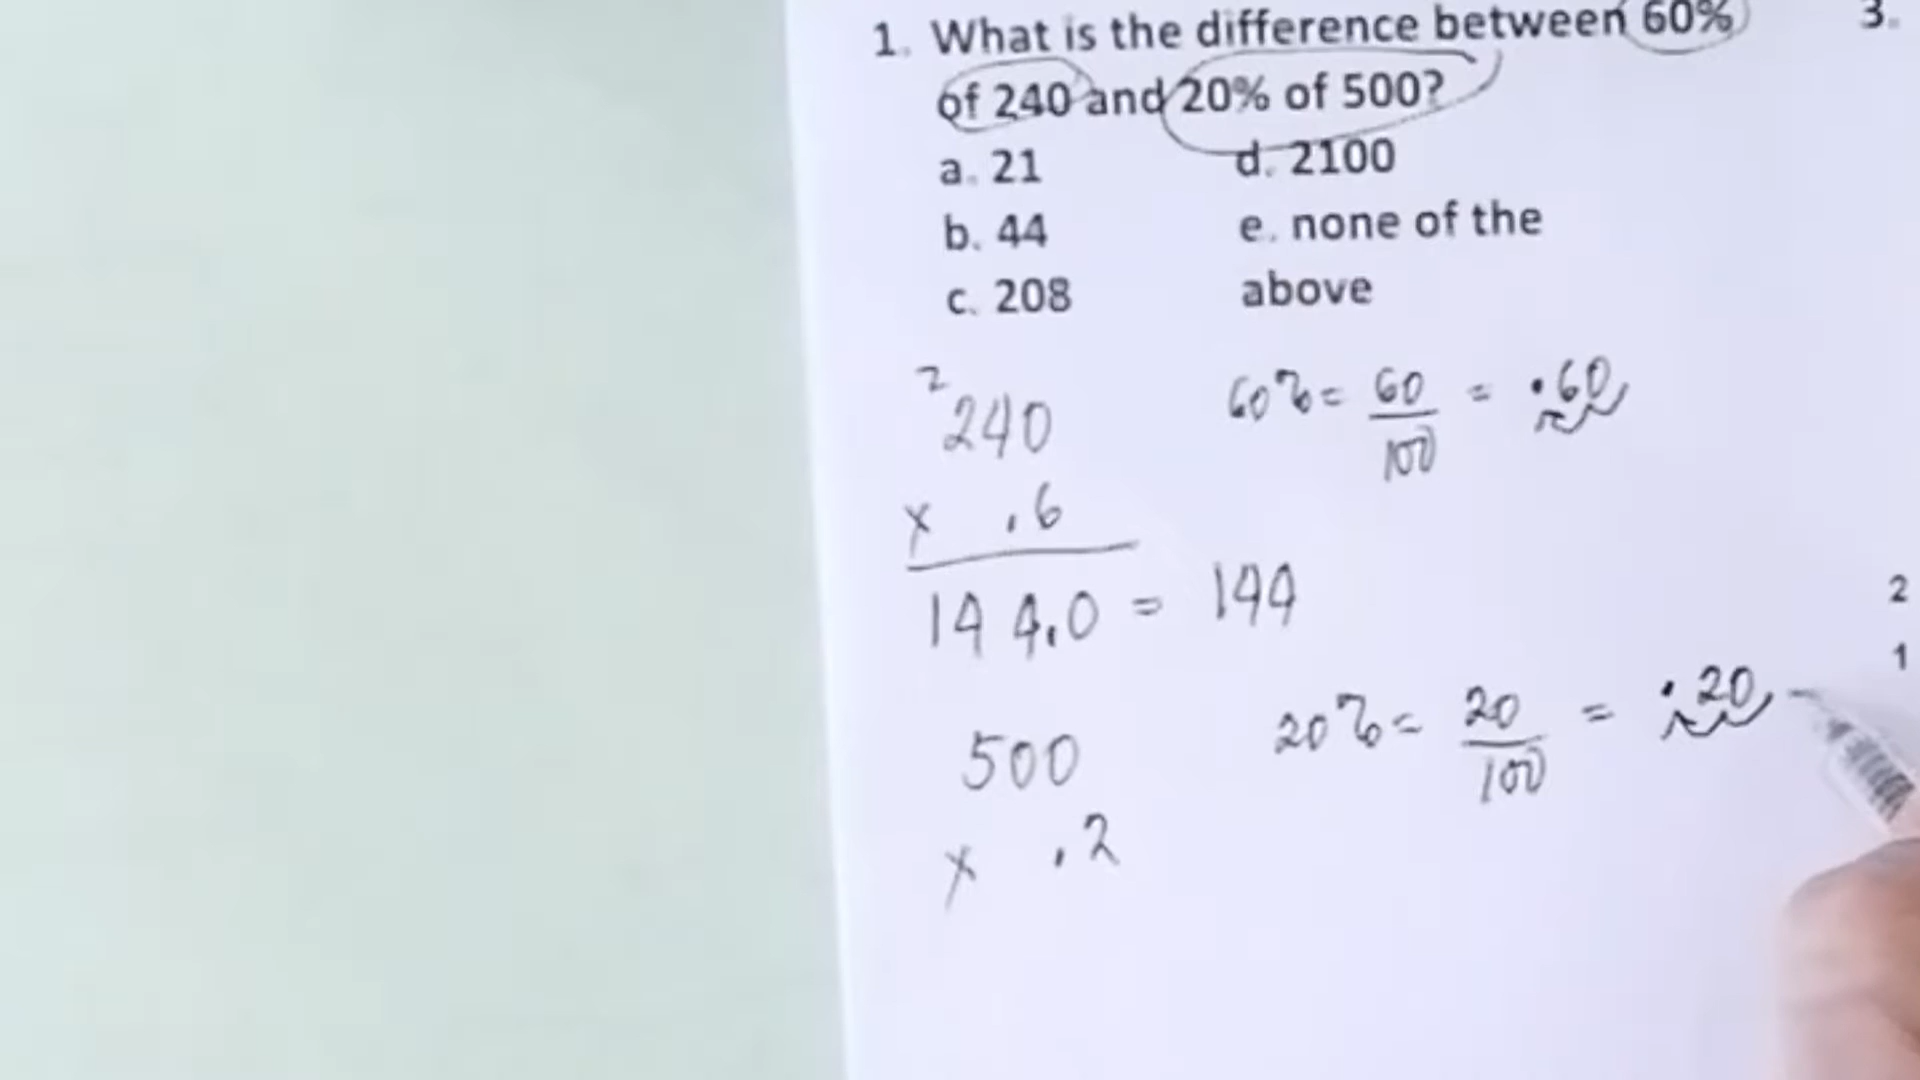 1. What is the difference between 60%
of 240 and 20% of 500?
a. 21
d. 2100
b. 44
e. none of the
above
c. 208
2
240
x .6
144.0 = 144
60% = 60/100 = .60
500
x .2
20% = 20/100 = .20
3.
2
1